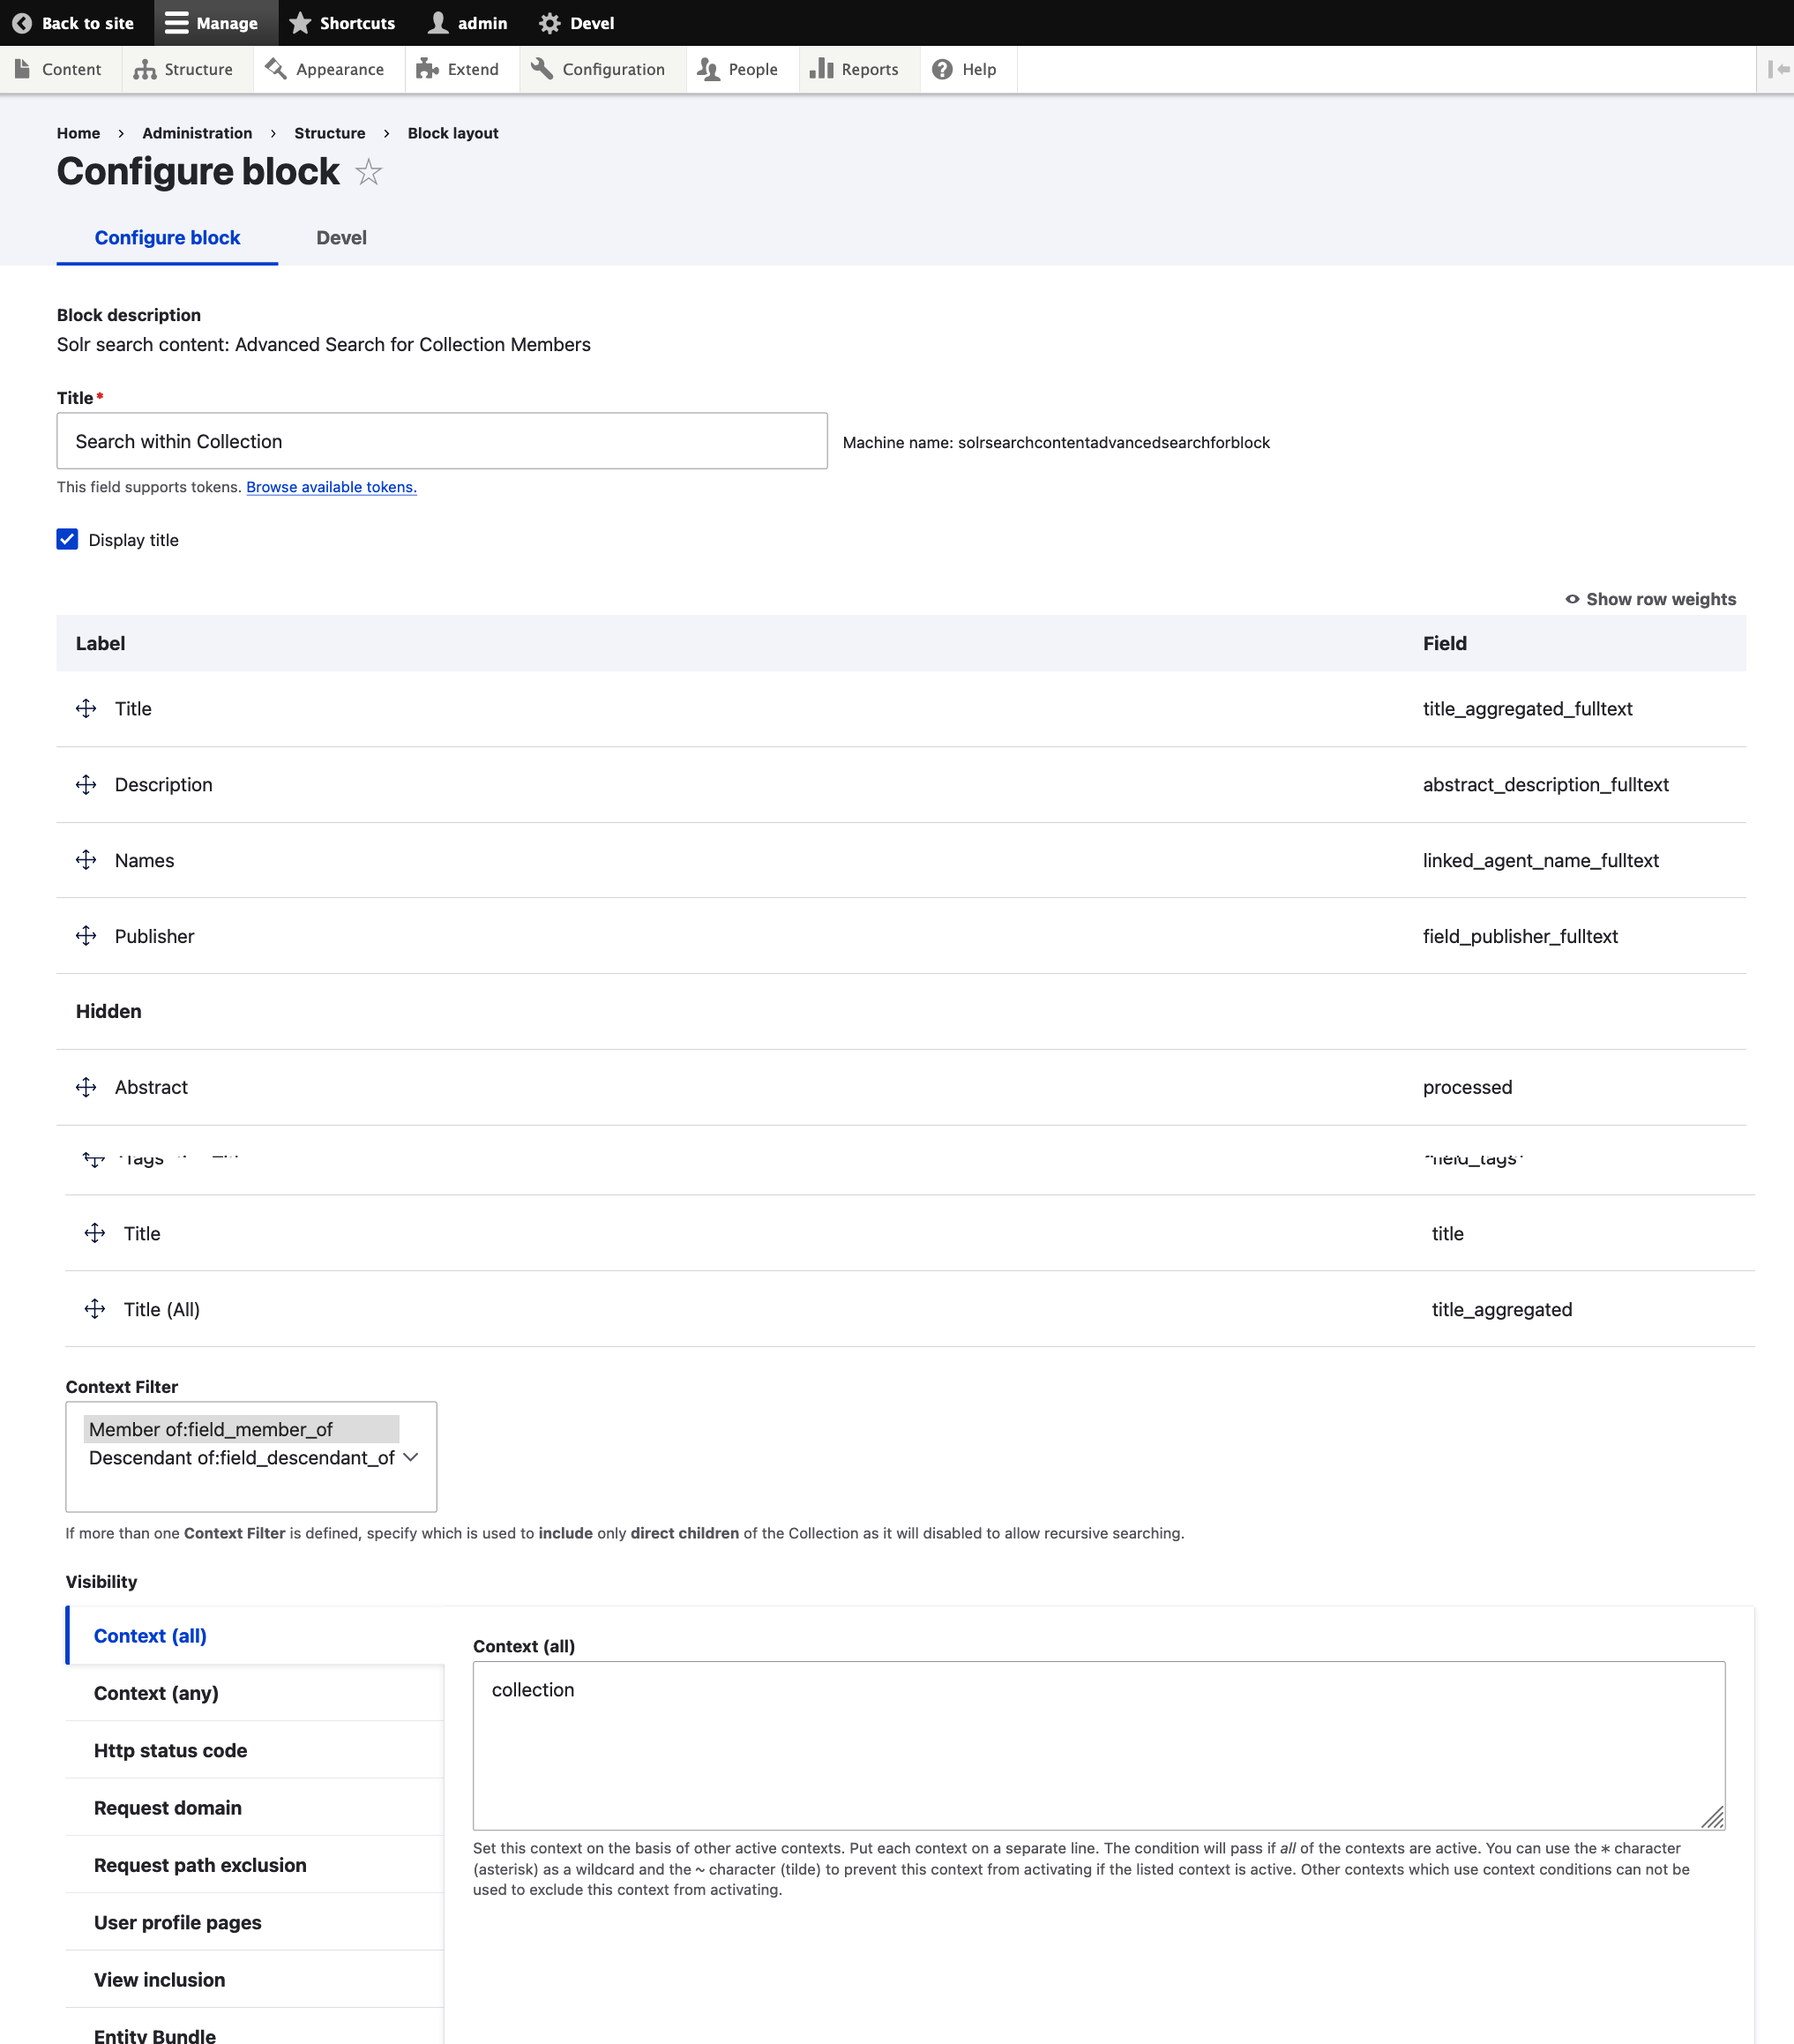 Back to site Manage Shortcuts admin Devel
Content Structure Appearance Extend Configuration People Reports Help
Home › Administration › Structure › Block layout
Configure block
Configure block Devel
Block description
Solr search content: Advanced Search for Collection Members
Title*
Search within Collection
Machine name: solrsearchcontentadvancedsearchforblock
This field supports tokens. Browse available tokens.
Display title
Show row weights
Label Field
Title title_aggregated_fulltext
Description abstract_description_fulltext
Names linked_agent_name_fulltext
Publisher field_publisher_fulltext
Hidden
Abstract processed
Title title
Title (All) title_aggregated
Context Filter
Member of:field_member_of
Descendant of:field_descendant_of
If more than one Context Filter is defined, specify which is used to include only direct children of the Collection as it will disabled to allow recursive searching.
Visibility
Context (all)
Context (any)
Http status code
Request domain
Request path exclusion
User profile pages
View inclusion
Entity Bundle
Context (all)
collection
Set this context on the basis of other active contexts. Put each context on a separate line. The condition will pass if all of the contexts are active. You can use the * character
(asterisk) as a wildcard and the ~ character (tilde) to prevent this context from activating if the listed context is active. Other contexts which use context conditions can not be
used to exclude this context from activating.